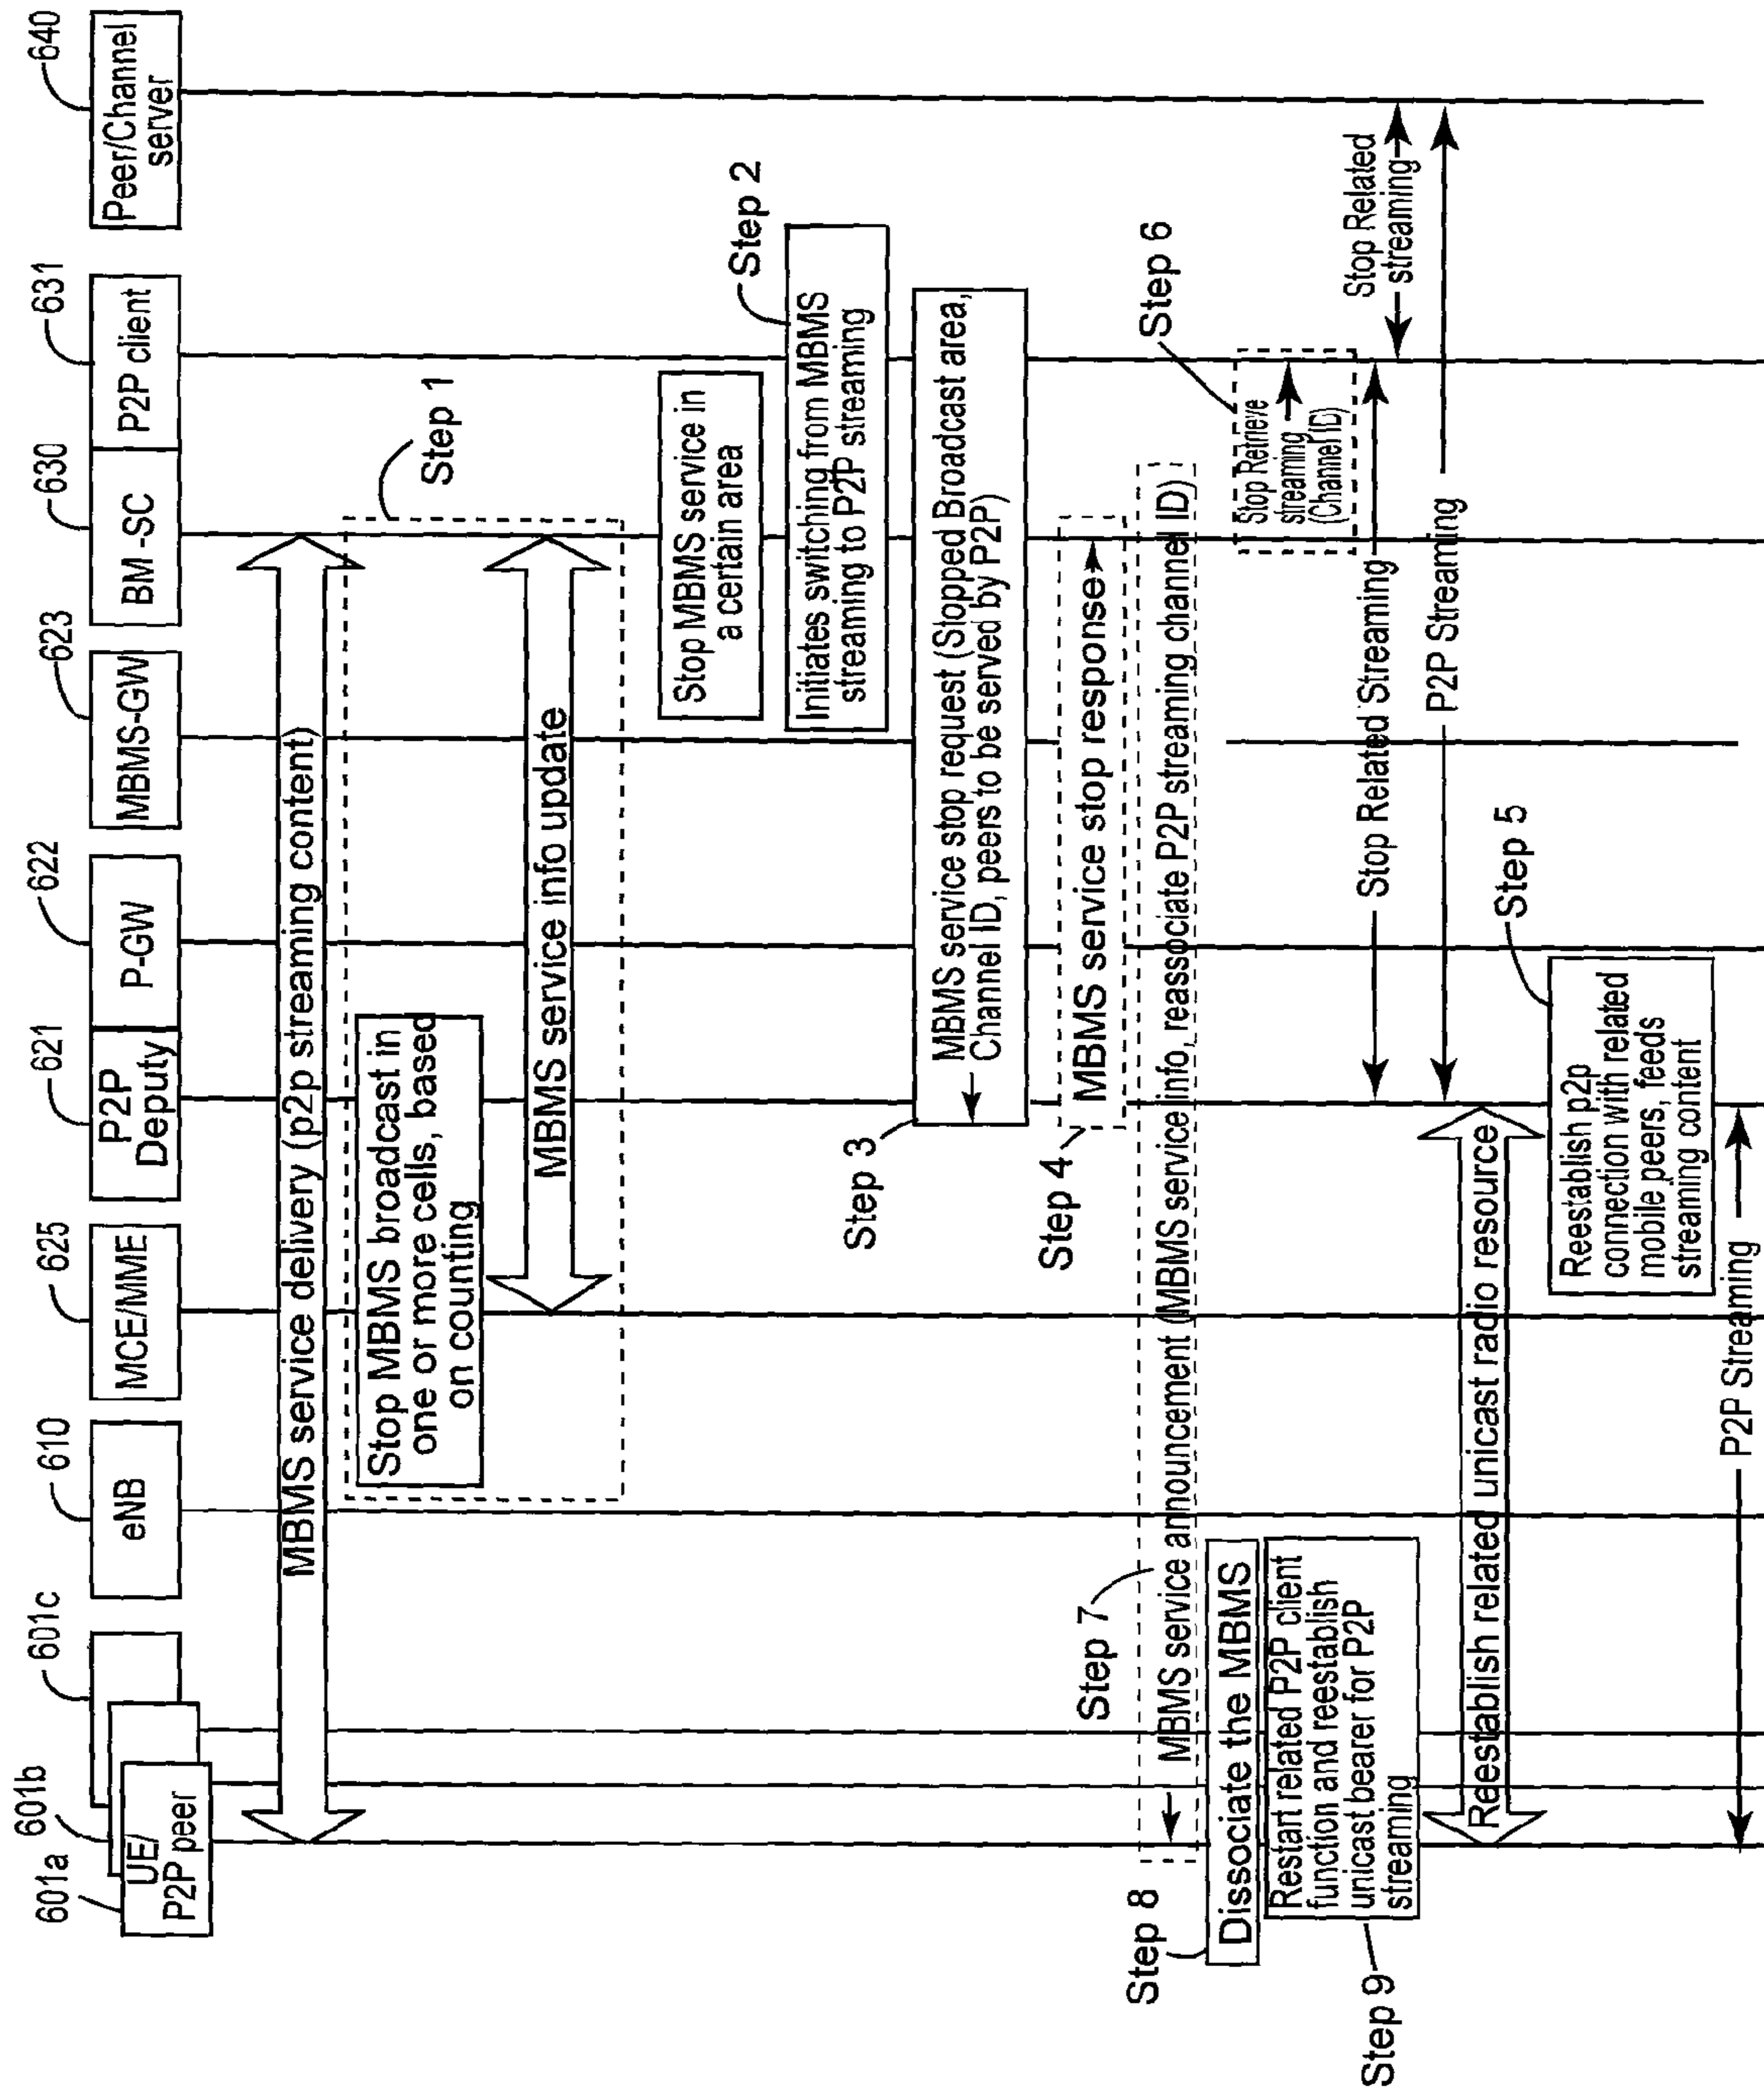 601a
601b
601c
610
625
621
622
623
630
631
640
UE/
P2P peer
eNB
MCE/MME
P2P
Deputy
P-GW
MBMS-GW
BM -SC
P2P client
Peer/Channel
server
MBMS service delivery (p2p streaming content)
Step 1
Stop MBMS broadcast in
one or more cells, based
on counting
MBMS service info update
Stop MBMS service in
a certain area
Step 2
Initiates switching from MBMS
streaming to P2P streaming
Step 3
MBMS service stop request (Stopped Broadcast area,
Channel ID, peers to be served by P2P)
Step 4
MBMS service stop response
Step 7
MBMS service announcement (MBMS service info, reassociate P2P streaming channel ID)
Step 8
Dissociate the MBMS
Step 6
Stop Retrieve
streaming
(Channel ID)
Step 9
Restart related P2P client
function and reestablish
unicast bearer for P2P
streaming
Stop Related Streaming
Stop Related
streaming
P2P Streaming
Reestablish related unicast radio resource
Step 5
Reestablish p2p
connection with related
mobile peers, feeds
streaming content
P2P Streaming